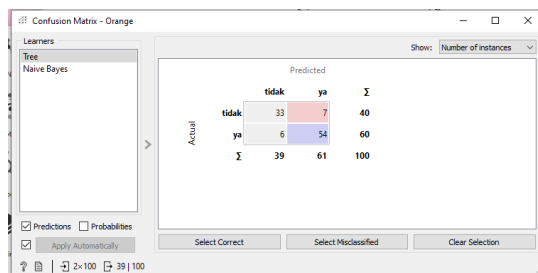 Confusion Matrix - Orange
Learners
Tree
Naive Bayes
Show: Number of instances
Predicted
tidak ya Σ
tidak 33 7 40
Actual
ya 6 54 60
Σ 39 61 100
Predictions Probabilities
Apply Automatically
Select Correct Select Misclassified Clear Selection
? 2×100 39 | 100